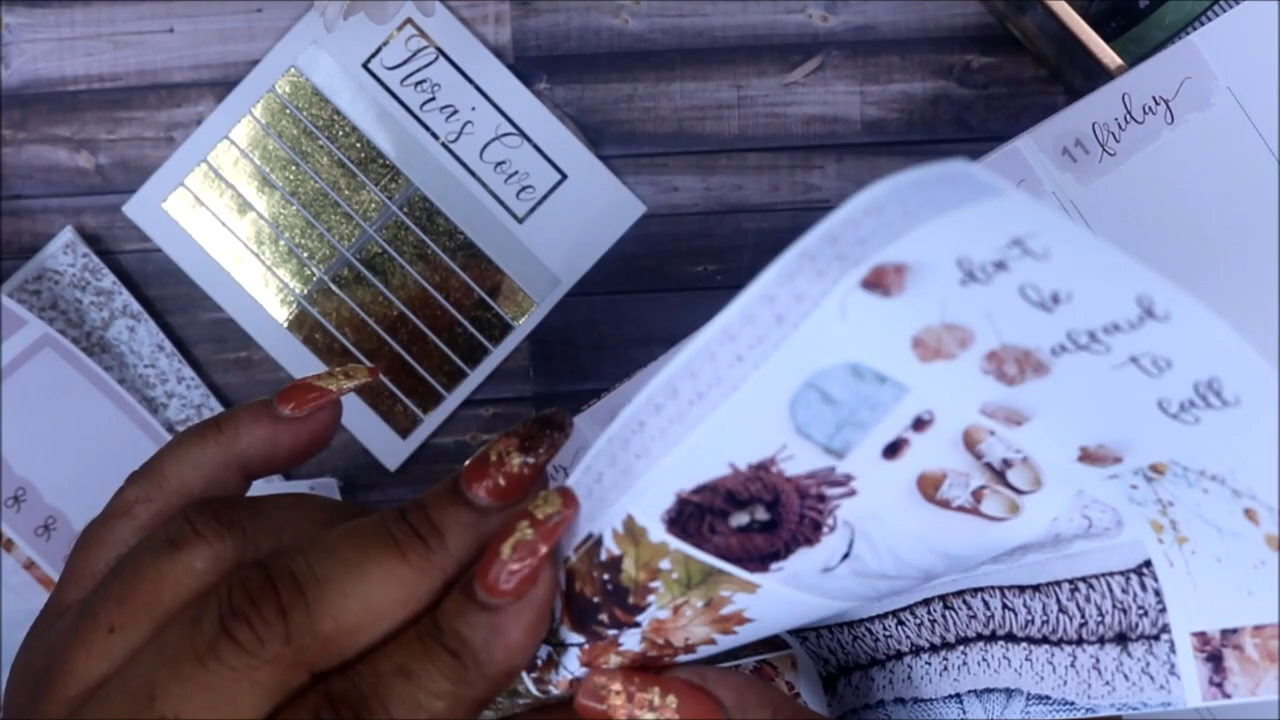 Nora's Cove
11 friday
don't
be
afraid
to
fall